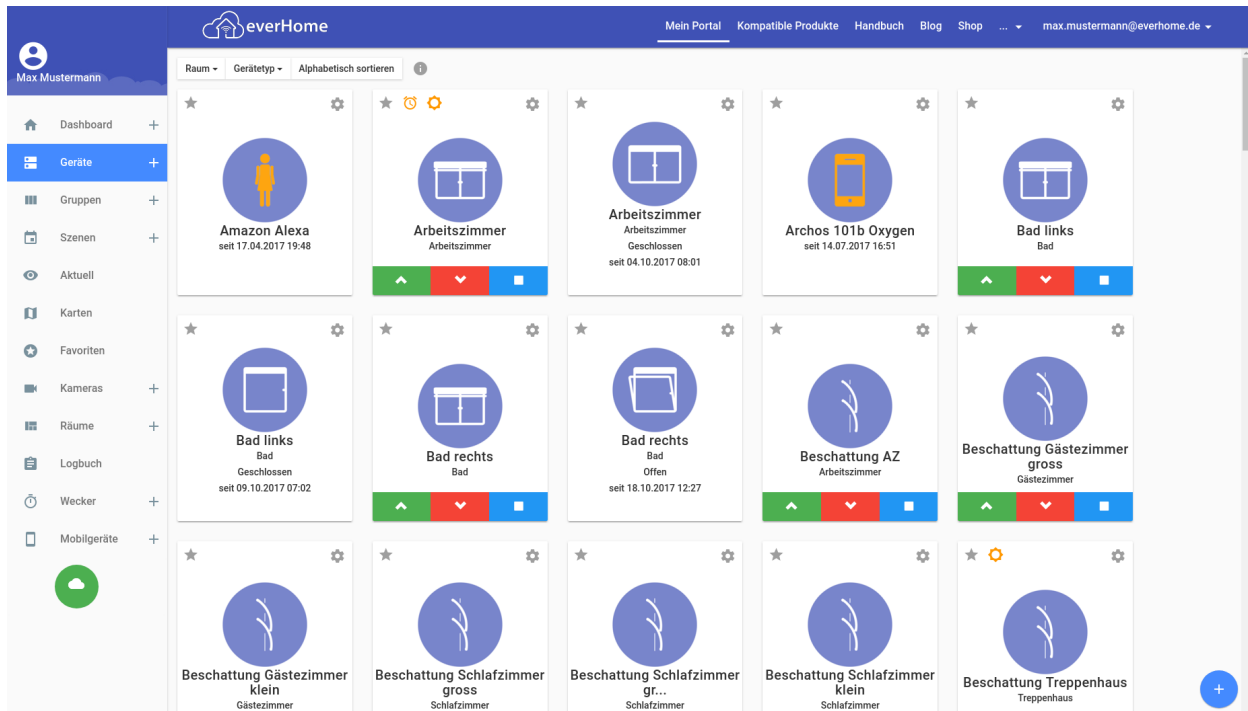 everHome
Mein Portal
Kompatible Produkte
Handbuch
Blog
Shop
...
max.mustermann@everhome.de
Max Mustermann
Dashboard
Geräte
Gruppen
Szenen
Aktuell
Karten
Favoriten
Kameras
Räume
Logbuch
Wecker
Mobilgeräte
Raum
Gerätetyp
Alphabetisch sortieren
Amazon Alexa
seit 17.04.2017 19:48
Arbeitszimmer
Arbeitszimmer
Arbeitszimmer
Arbeitszimmer
Geschlossen
seit 04.10.2017 08:01
Archos 101b Oxygen
seit 14.07.2017 16:51
Bad links
Bad
Bad links
Bad
Geschlossen
seit 09.10.2017 07:02
Bad rechts
Bad
Bad rechts
Bad
Offen
seit 18.10.2017 12:27
Beschattung AZ
Arbeitszimmer
Beschattung Gästezimmer
gross
Gästezimmer
Beschattung Gästezimmer
klein
Gästezimmer
Beschattung Schlafzimmer
gross
Schlafzimmer
Beschattung Schlafzimmer
gr...
Schlafzimmer
Beschattung Schlafzimmer
klein
Schlafzimmer
Beschattung Treppenhaus
Treppenhaus